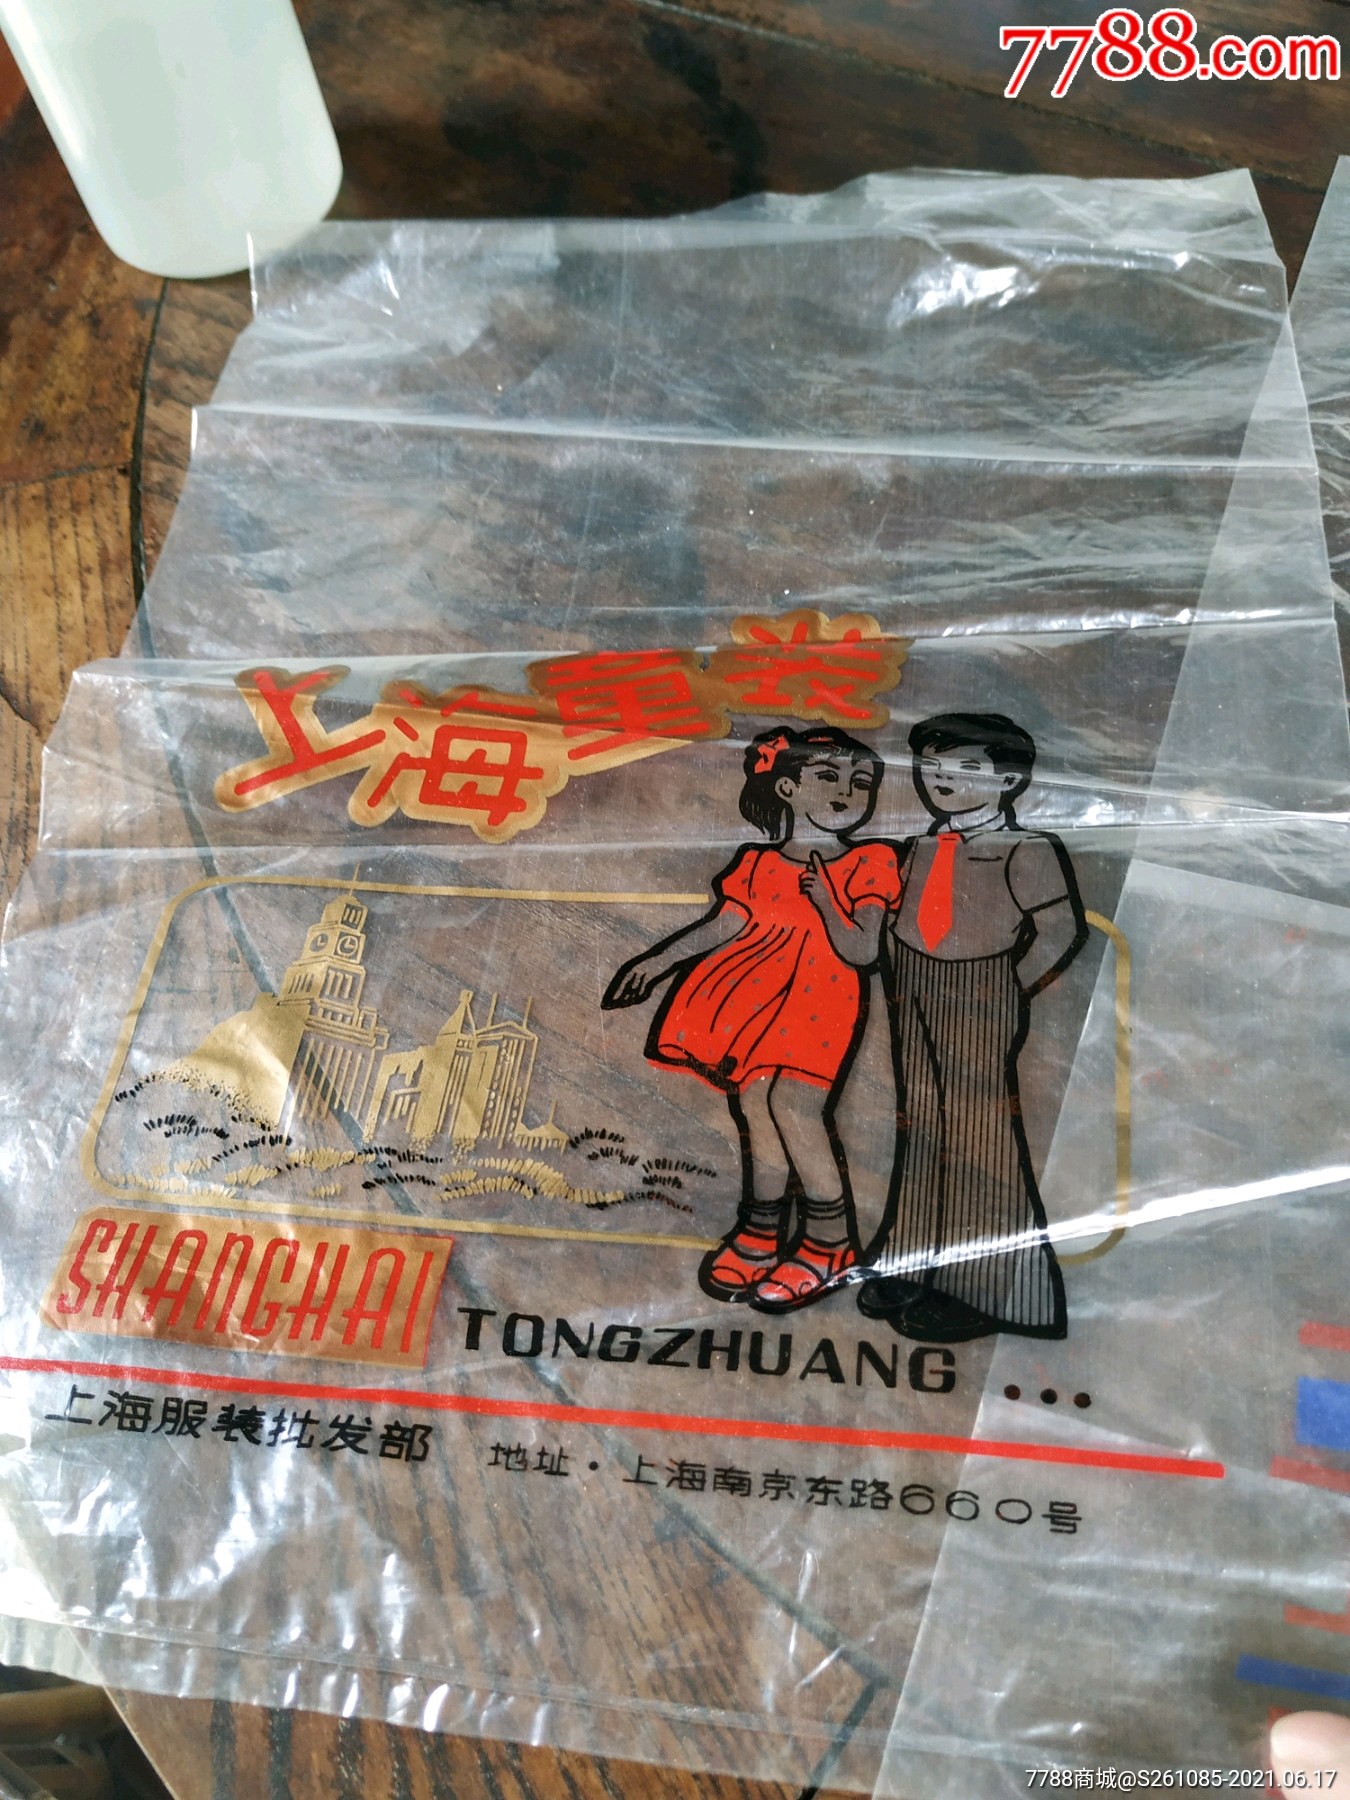 7788.com
上海童装
SHANGHAI TONGZHUANG ...
上海服装批发部 地址·上海南京东路660号
7788商城@S261085-2021.06.17